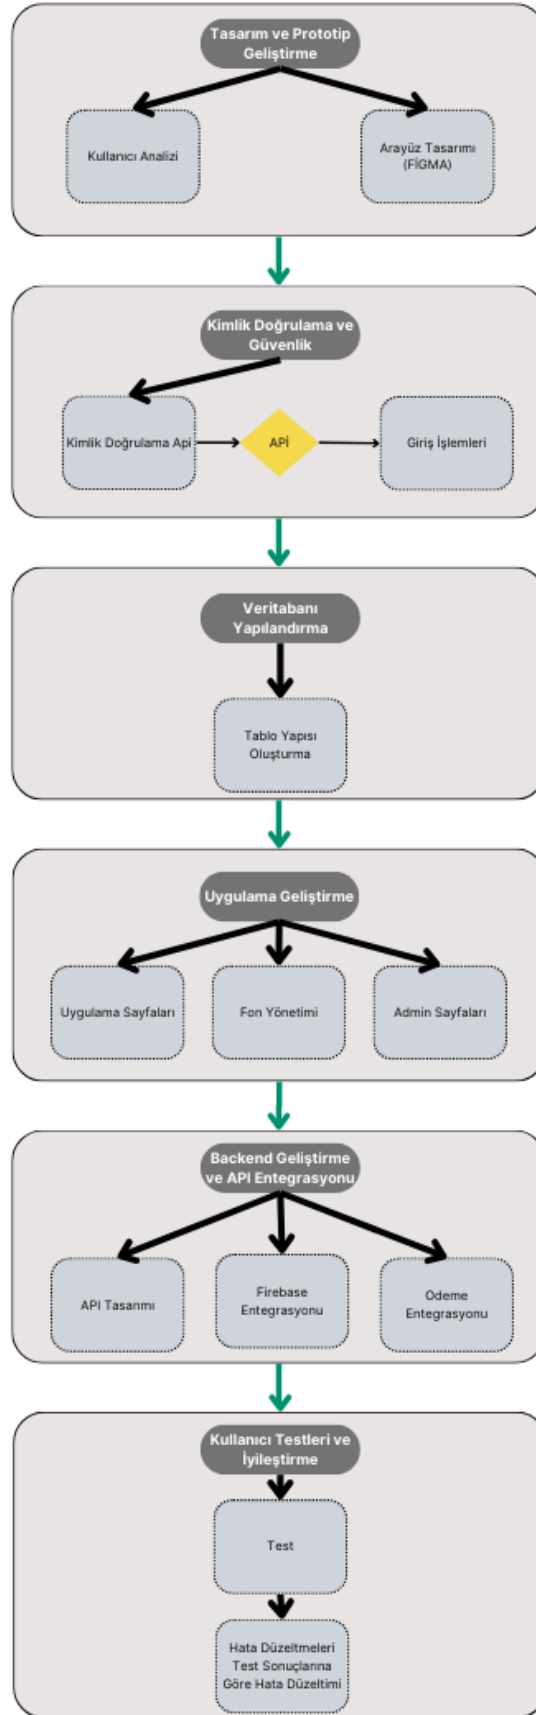 Tasarım ve Prototip
Geliştirme
Kullanıcı Analizi
Arayüz Tasarımı
(FİGMA)
Kimlik Doğrulama ve
Güvenlik
Kimlik Doğrulama Api
APİ
Giriş İşlemleri
Veritabanı
Yapılandırma
Tablo Yapısı
Oluşturma
Uygulama Geliştirme
Uygulama Sayfaları
Fon Yönetimi
Admin Sayfaları
Backend Geliştirme
ve API Entegrasyonu
API Tasarımı
Firebase
Entegrasyonu
Ödeme
Entegrasyonu
Kullanıcı Testleri ve
İyileştirme
Test
Hata Düzeltmeleri
Test Sonuçlarına
Göre Hata Düzeltimi